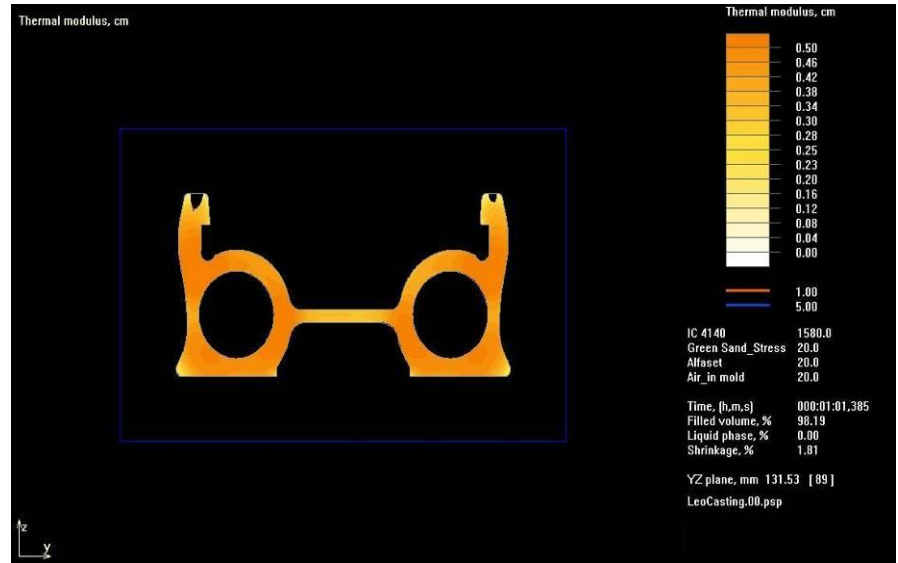 Thermal modulus, cm
Thermal modulus, cm
0.50
0.46
0.42
0.38
0.34
0.30
0.28
0.25
0.23
0.20
0.16
0.12
0.08
0.04
0.00
1.00
5.00
IC 4140 1580.0
Green Sand_Stress 20.0
Alfaset 20.0
Air_in mold 20.0
Time, (h,m,s) 000:01:01,385
Filled volume, % 98.19
Liquid phase, % 0.00
Shrinkage, % 1.81
YZ plane, mm 131.53 [ 89 ]
LeoCasting.00.psp
z
y